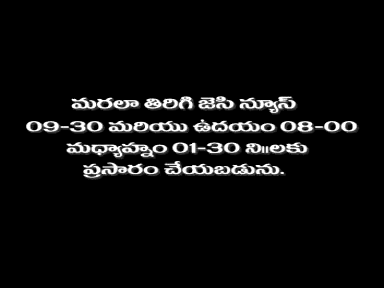 మరలా తిరిగి జెసి న్యూస్
09-30 మరియు ఉదయం 08-00
మధ్యాహ్నం 01-30 ని॥లకు
ప్రసారం చేయబడును.